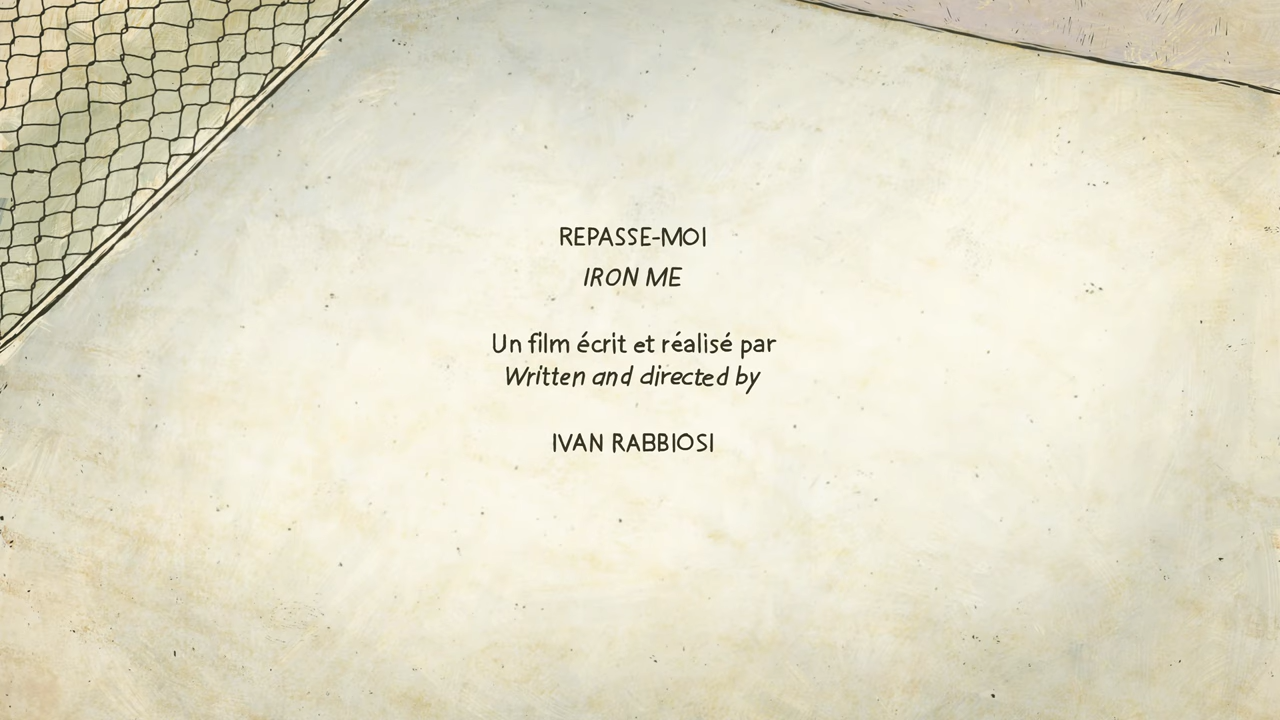 REPASSE-MOI
IRON ME
Un film écrit et réalisé par
Written and directed by
IVAN RABBIOSI